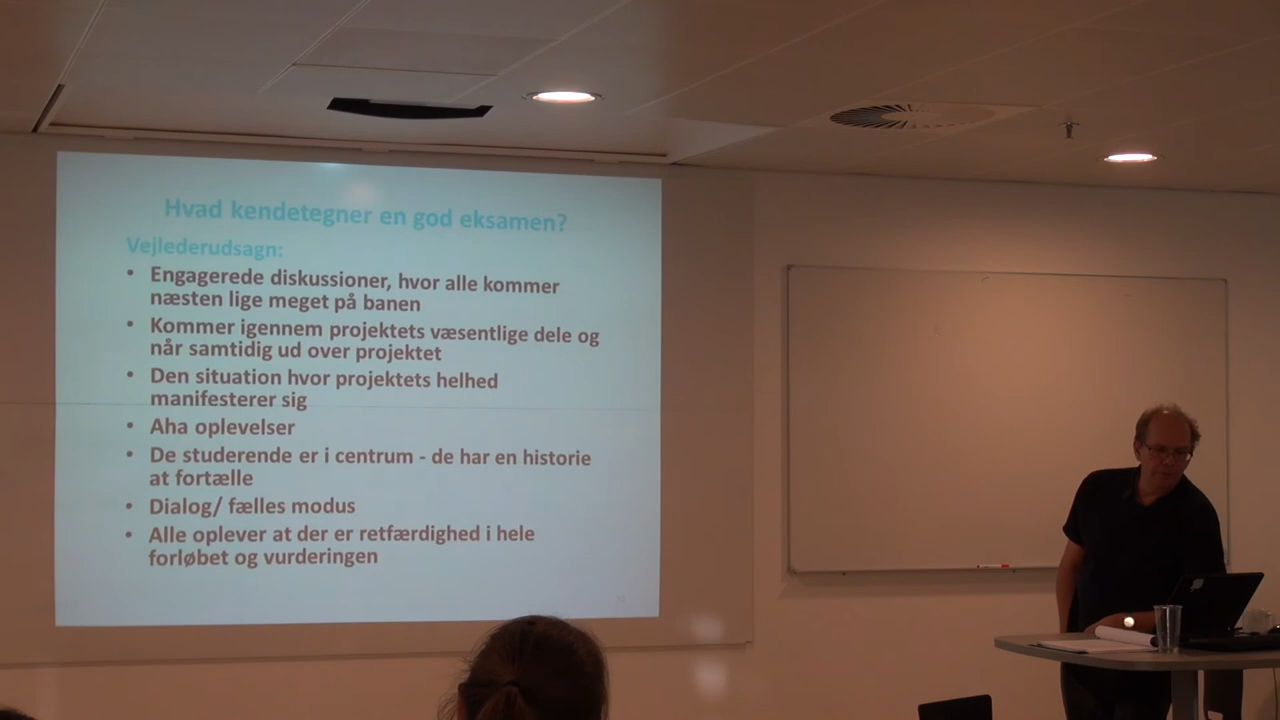 Hvad kendetegner en god eksamen?
Vejlederudsagn:
• Engagerede diskussioner, hvor alle kommer
næsten lige meget på banen
• Kommer igennem projektets væsentlige dele og
når samtidig ud over projektet
• Den situation hvor projektets helhed
manifesterer sig
• Aha oplevelser
• De studerende er i centrum - de har en historie
at fortælle
• Dialog/ fælles modus
• Alle oplever at der er retfærdighed i hele
forløbet og vurderingen